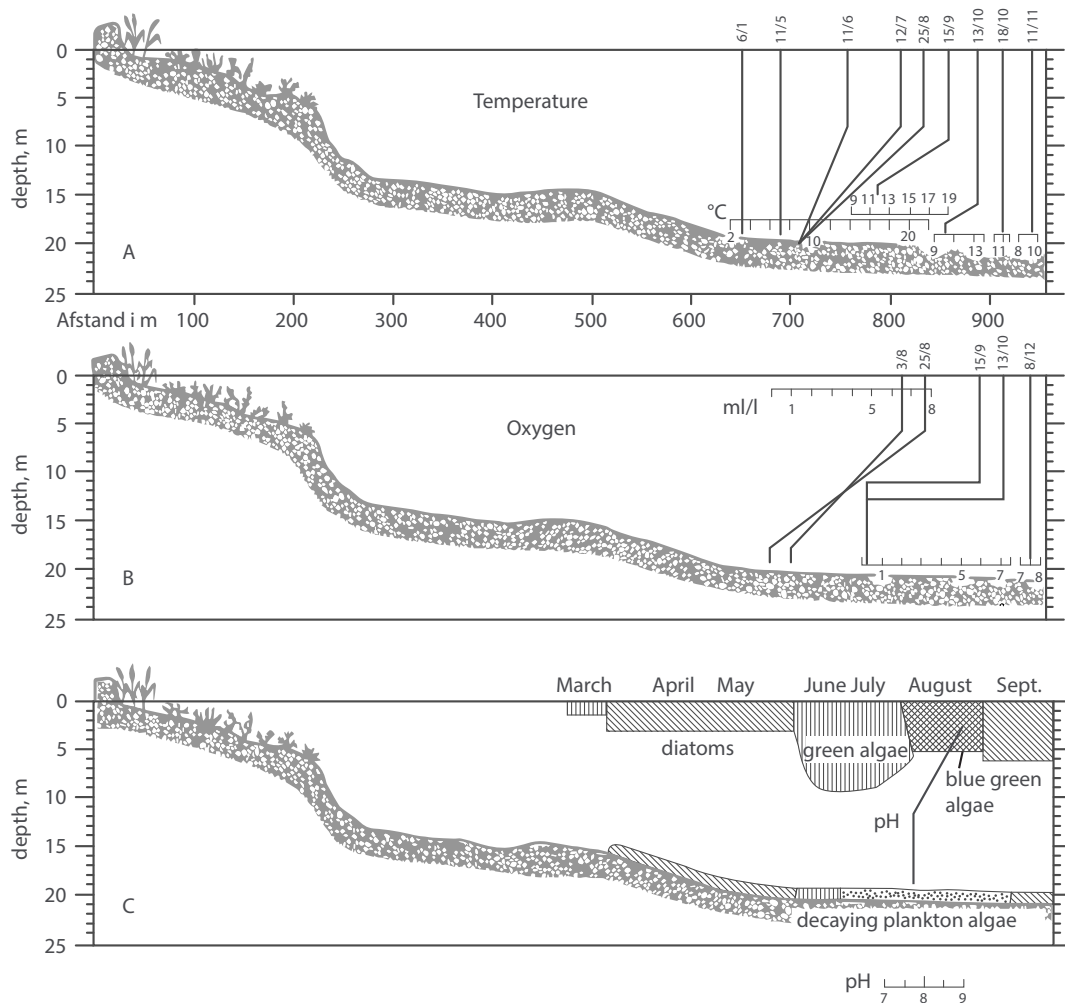 6/1 11/5 11/6 12/7 25/8 15/9 13/10 18/10 11/11
0
5
10
15
20
25
depth, m
Temperature
°C
2 10 20
9 11 13 15 17 19
9 13 11 8 10
A
Afstand i m 100 200 300 400 500 600 700 800 900
3/8 25/8 15/9 13/10 8/12
0
5
10
15
20
25
depth, m
Oxygen
ml/l 1 5 8
1 5 7 7 8
B
March April May June July August Sept.
0
5
10
15
20
25
depth, m
diatoms
green algae
blue green
algae
pH
C
decaying plankton algae
pH 7 8 9